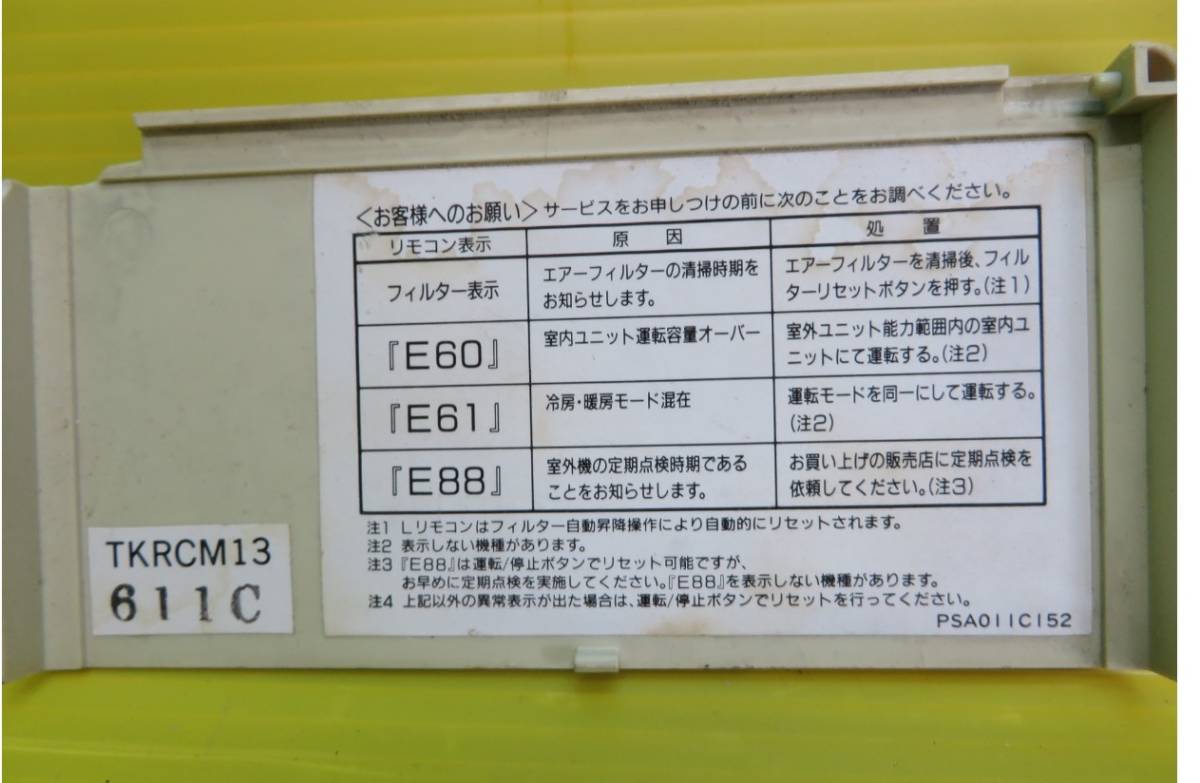 <お客様へのお願い>サービスをお申しつけの前に次のことをお調べください。
リモコン表示 原 因 処 置
フィルター表示
エアーフィルターの清掃時期を
お知らせします。
エアーフィルターを清掃後、フィル
ターリセットボタンを押す。(注1)
『E60』
室内ユニット運転容量オーバー
室外ユニット能力範囲内の室内ユ
ニットにて運転する。(注2)
『E61』
冷房・暖房モード混在
運転モードを同一にして運転する。
(注2)
『E88』
室外機の定期点検時期である
ことをお知らせします。
お買い上げの販売店に定期点検を
依頼してください。(注3)
注1 Lリモコンはフィルター自動昇降操作により自動的にリセットされます。
注2 表示しない機種があります。
注3『E88』は運転/停止ボタンでリセット可能ですが、
お早めに定期点検を実施してください。『E88』を表示しない機種があります。
注4 上記以外の異常表示が出た場合は、運転/停止ボタンでリセットを行ってください。
PSA011C152
TKRCM13
611C